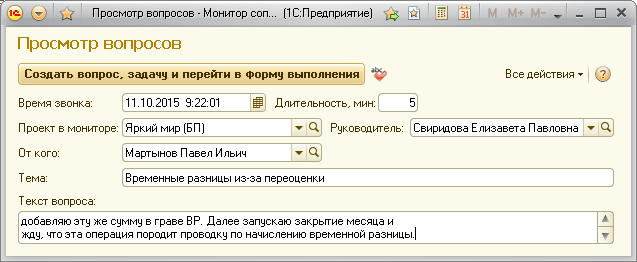 Просмотр вопросов - Монитор соп... (1С:Предприятие)
M M+ M-
Просмотр вопросов
Создать вопрос, задачу и перейти в форму выполнения
Все действия
Время звонка: 11.10.2015 9:22:01 Длительность, мин: 5
Проект в мониторе: Яркий мир (БП) Руководитель: Свиридова Елизавета Павловна
От кого: Мартынов Павел Ильич
Тема: Временные разницы из-за переоценки
Текст вопроса:
добавляю эту же сумму в граве ВР. Далее запускаю закрытие месяца и
жду, что эта операция породит проводку по начислению временной разницы.